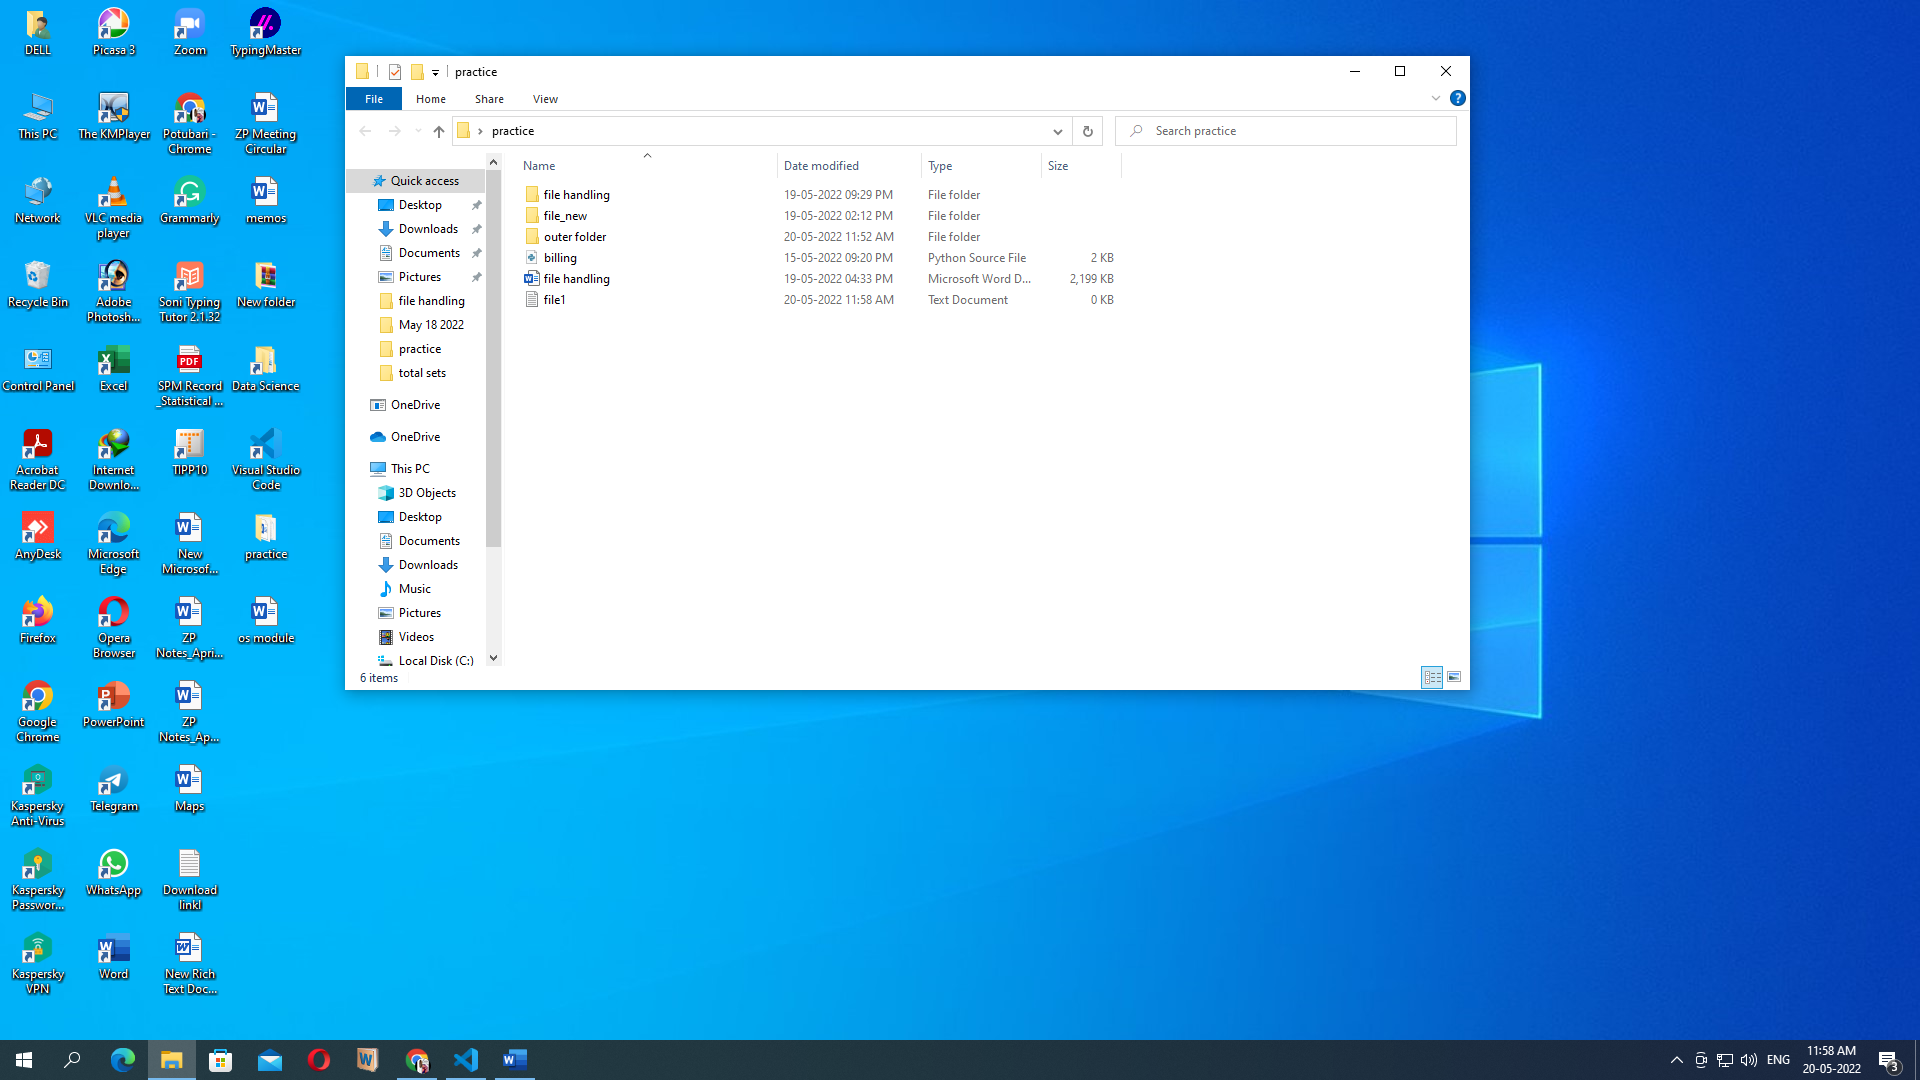 DELL
Picasa 3
Zoom
TypingMaster
This PC
The KMPlayer
Potubari -
Chrome
ZP Meeting
Circular
Network
VLC media
player
Grammarly
memos
Recycle Bin
Adobe
Photosh...
Soni Typing
Tutor 2.1.32
New folder
Control Panel
Excel
SPM Record
_Statistical ...
Data Science
Acrobat
Reader DC
Internet
Downlo...
TIPP10
Visual Studio
Code
AnyDesk
Microsoft
Edge
New
Microsof...
practice
Firefox
Opera
Browser
ZP
Notes_Apri...
os module
Google
Chrome
PowerPoint
ZP
Notes_Ap...
Kaspersky
Anti-Virus
Telegram
Maps
Kaspersky
Passwor...
WhatsApp
Download
linkl
Kaspersky
VPN
Word
New Rich
Text Doc...
practice
File Home Share View
practice
Search practice
Name Date modified Type Size
file handling 19-05-2022 09:29 PM File folder
file_new 19-05-2022 02:12 PM File folder
outer folder 20-05-2022 11:52 AM File folder
billing 15-05-2022 09:20 PM Python Source File 2 KB
file handling 19-05-2022 04:33 PM Microsoft Word D... 2,199 KB
file1 20-05-2022 11:58 AM Text Document 0 KB
Quick access
Desktop
Downloads
Documents
Pictures
file handling
May 18 2022
practice
total sets
OneDrive
OneDrive
This PC
3D Objects
Desktop
Documents
Downloads
Music
Pictures
Videos
Local Disk (C:)
6 items
ENG
11:58 AM
20-05-2022
3